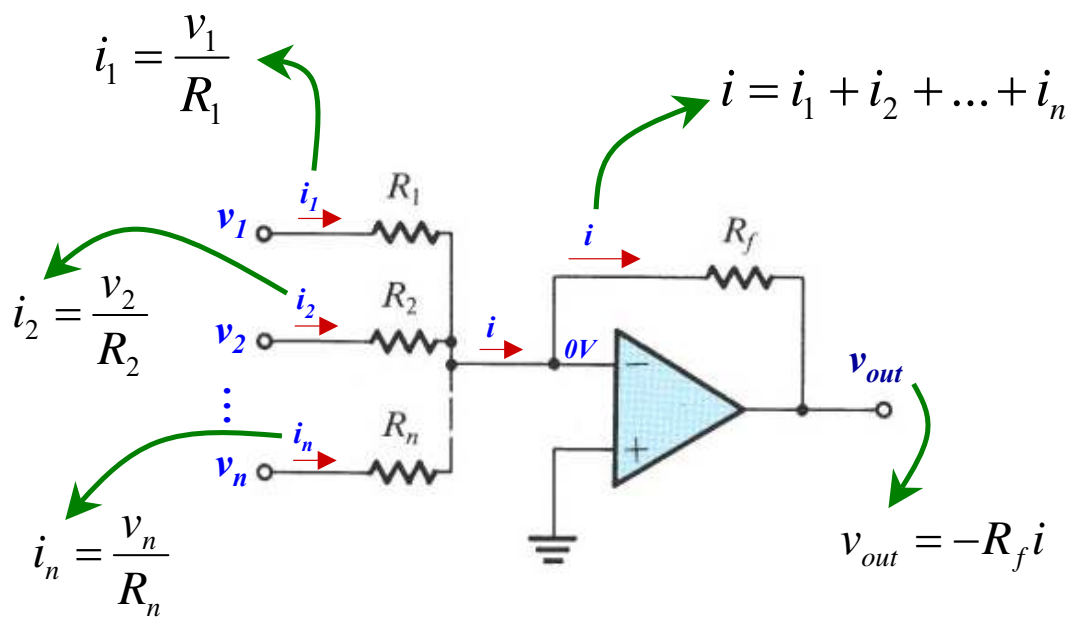 i₁ = v₁ / R₁
i = i₁ + i₂ + ... + iₙ
i₁
R₁
v₁
i
R_f
i₂ = v₂ / R₂
i₂
R₂
v₂
i
0V
−
v_out
⋮
iₙ
Rₙ
vₙ
+
iₙ = vₙ / Rₙ
v_out = −R_f i